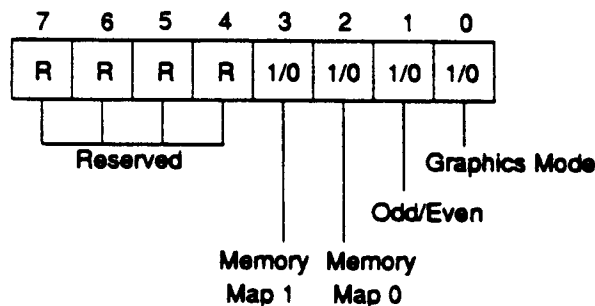 7 6 5 4 3 2 1 0
R R R R 1/0 1/0 1/0 1/0
Reserved
Graphics Mode
Odd/Even
Memory Memory
Map 1 Map 0